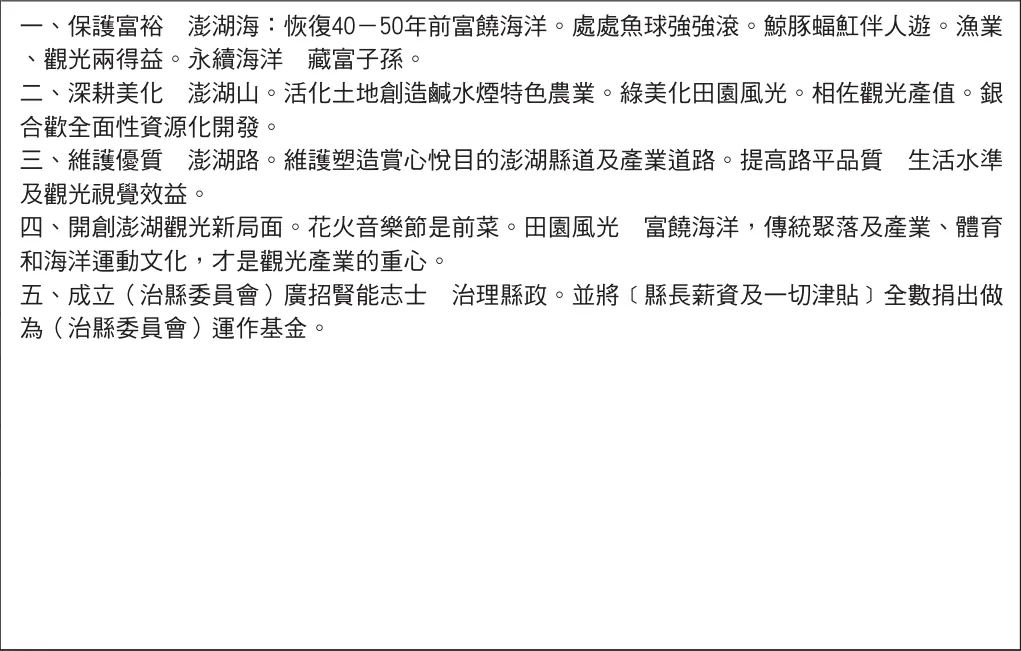 一、保護富裕　澎湖海：恢復40－50年前富饒海洋。處處魚球強強滾。鯨豚蝠魟伴人遊。漁業
、觀光兩得益。永續海洋　藏富子孫。
二、深耕美化　澎湖山。活化土地創造鹹水煙特色農業。綠美化田園風光。相佐觀光產值。銀
合歡全面性資源化開發。
三、維護優質　澎湖路。維護塑造賞心悅目的澎湖縣道及產業道路。提高路平品質　生活水準
及觀光視覺效益。
四、開創澎湖觀光新局面。花火音樂節是前菜。田園風光　富饒海洋，傳統聚落及產業、體育
和海洋運動文化，才是觀光產業的重心。
五、成立（治縣委員會）廣招賢能志士　治理縣政。並將﹝縣長薪資及一切津貼﹞全數捐出做
為（治縣委員會）運作基金。